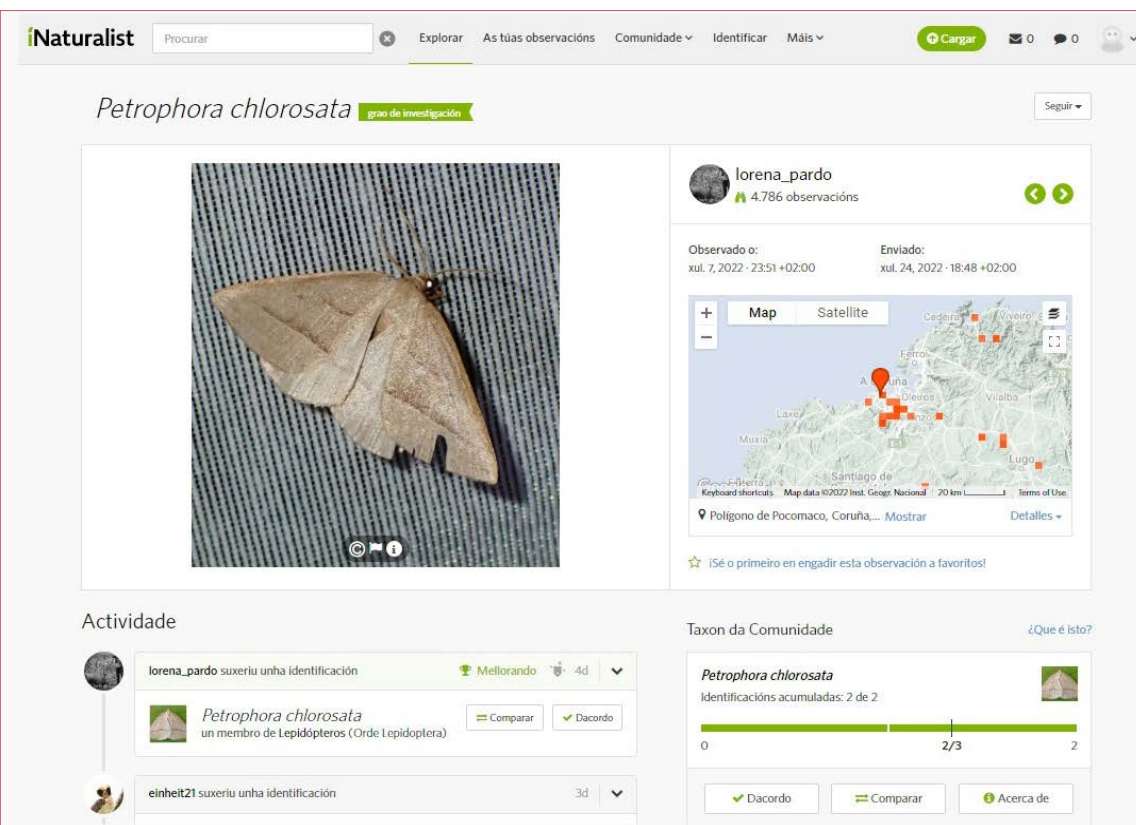 iNaturalist
Procurar
Explorar
As túas observacións
Comunidade
Identificar
Máis
Cargar
0
0
Petrophora chlorosata
grao de investigación
Seguir
lorena_pardo
4.786 observacións
Observado o:
xul. 7, 2022 · 23:51 +02:00
Enviado:
xul. 24, 2022 · 18:48 +02:00
+
−
Map
Satellite
Cedeira
Viveiro
Ferrol
Oleiros
Vilalba
Laxe
Muxía
Lugo
Santiago de
Keyboard shortcuts
Map data ©2022 Inst. Geogr. Nacional
20 km
Terms of Use
Polígono de Pocomaco, Coruña,... Mostrar
Detalles
¡Sé o primeiro en engadir esta observación a favoritos!
Actividade
lorena_pardo suxeriu unha identificación
Mellorando
4d
Petrophora chlorosata
un membro de Lepidópteros (Orde Lepidoptera)
Comparar
Dacordo
einheit21 suxeriu unha identificación
3d
Taxon da Comunidade
¿Que é isto?
Petrophora chlorosata
Identificacións acumuladas: 2 de 2
0
2/3
2
Dacordo
Comparar
Acerca de